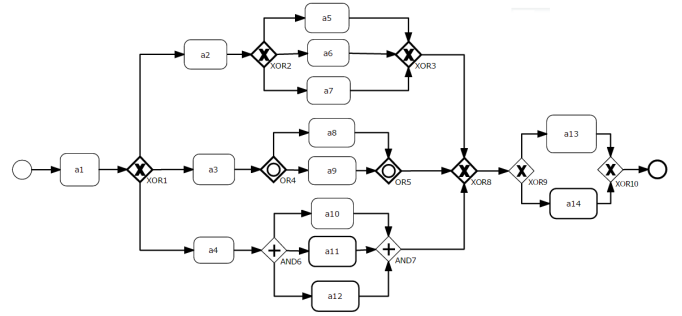 a5
a2
a6
XOR2
XOR3
a7
a8
a13
a1
a3
a9
XOR1
OR4
OR5
XOR8
XOR9
XOR10
a14
a10
a4
a11
AND6
AND7
a12